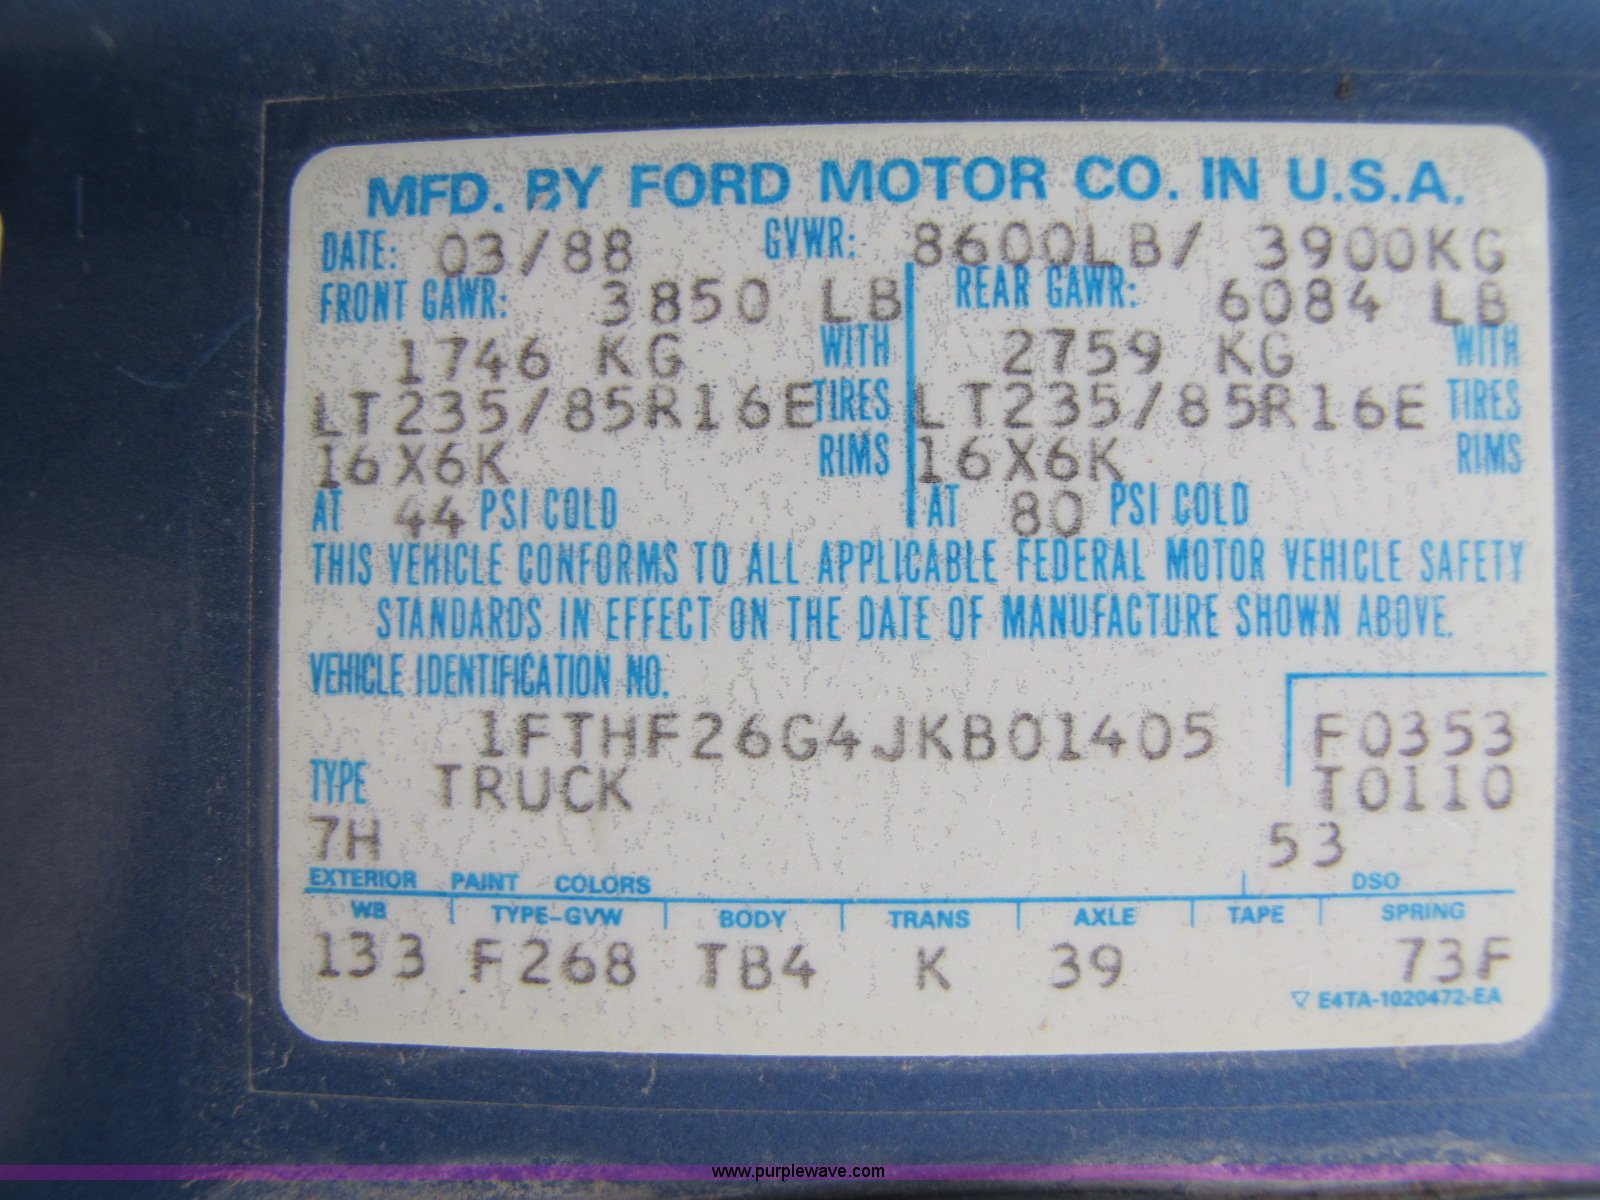 MFD. BY FORD MOTOR CO. IN U.S.A.
DATE: 03/88 GVWR: 8600LB/ 3900KG
FRONT GAWR: 3850 LB REAR GAWR: 6084 LB
1746 KG WITH 2759 KG WITH
LT235/85R16E TIRES LT235/85R16E TIRES
16X6K RIMS 16X6K RIMS
AT 44 PSI COLD AT 80 PSI COLD
THIS VEHICLE CONFORMS TO ALL APPLICABLE FEDERAL MOTOR VEHICLE SAFETY
STANDARDS IN EFFECT ON THE DATE OF MANUFACTURE SHOWN ABOVE.
VEHICLE IDENTIFICATION NO.
1FTHF26G4JKB01405 F0353
TYPE TRUCK T0110
7H 53
EXTERIOR PAINT COLORS DSO
WB TYPE-GVW BODY TRANS AXLE TAPE SPRING
133 F268 TB4 K 39 73F
▽ E4TA-1020472-EA
www.purplewave.com